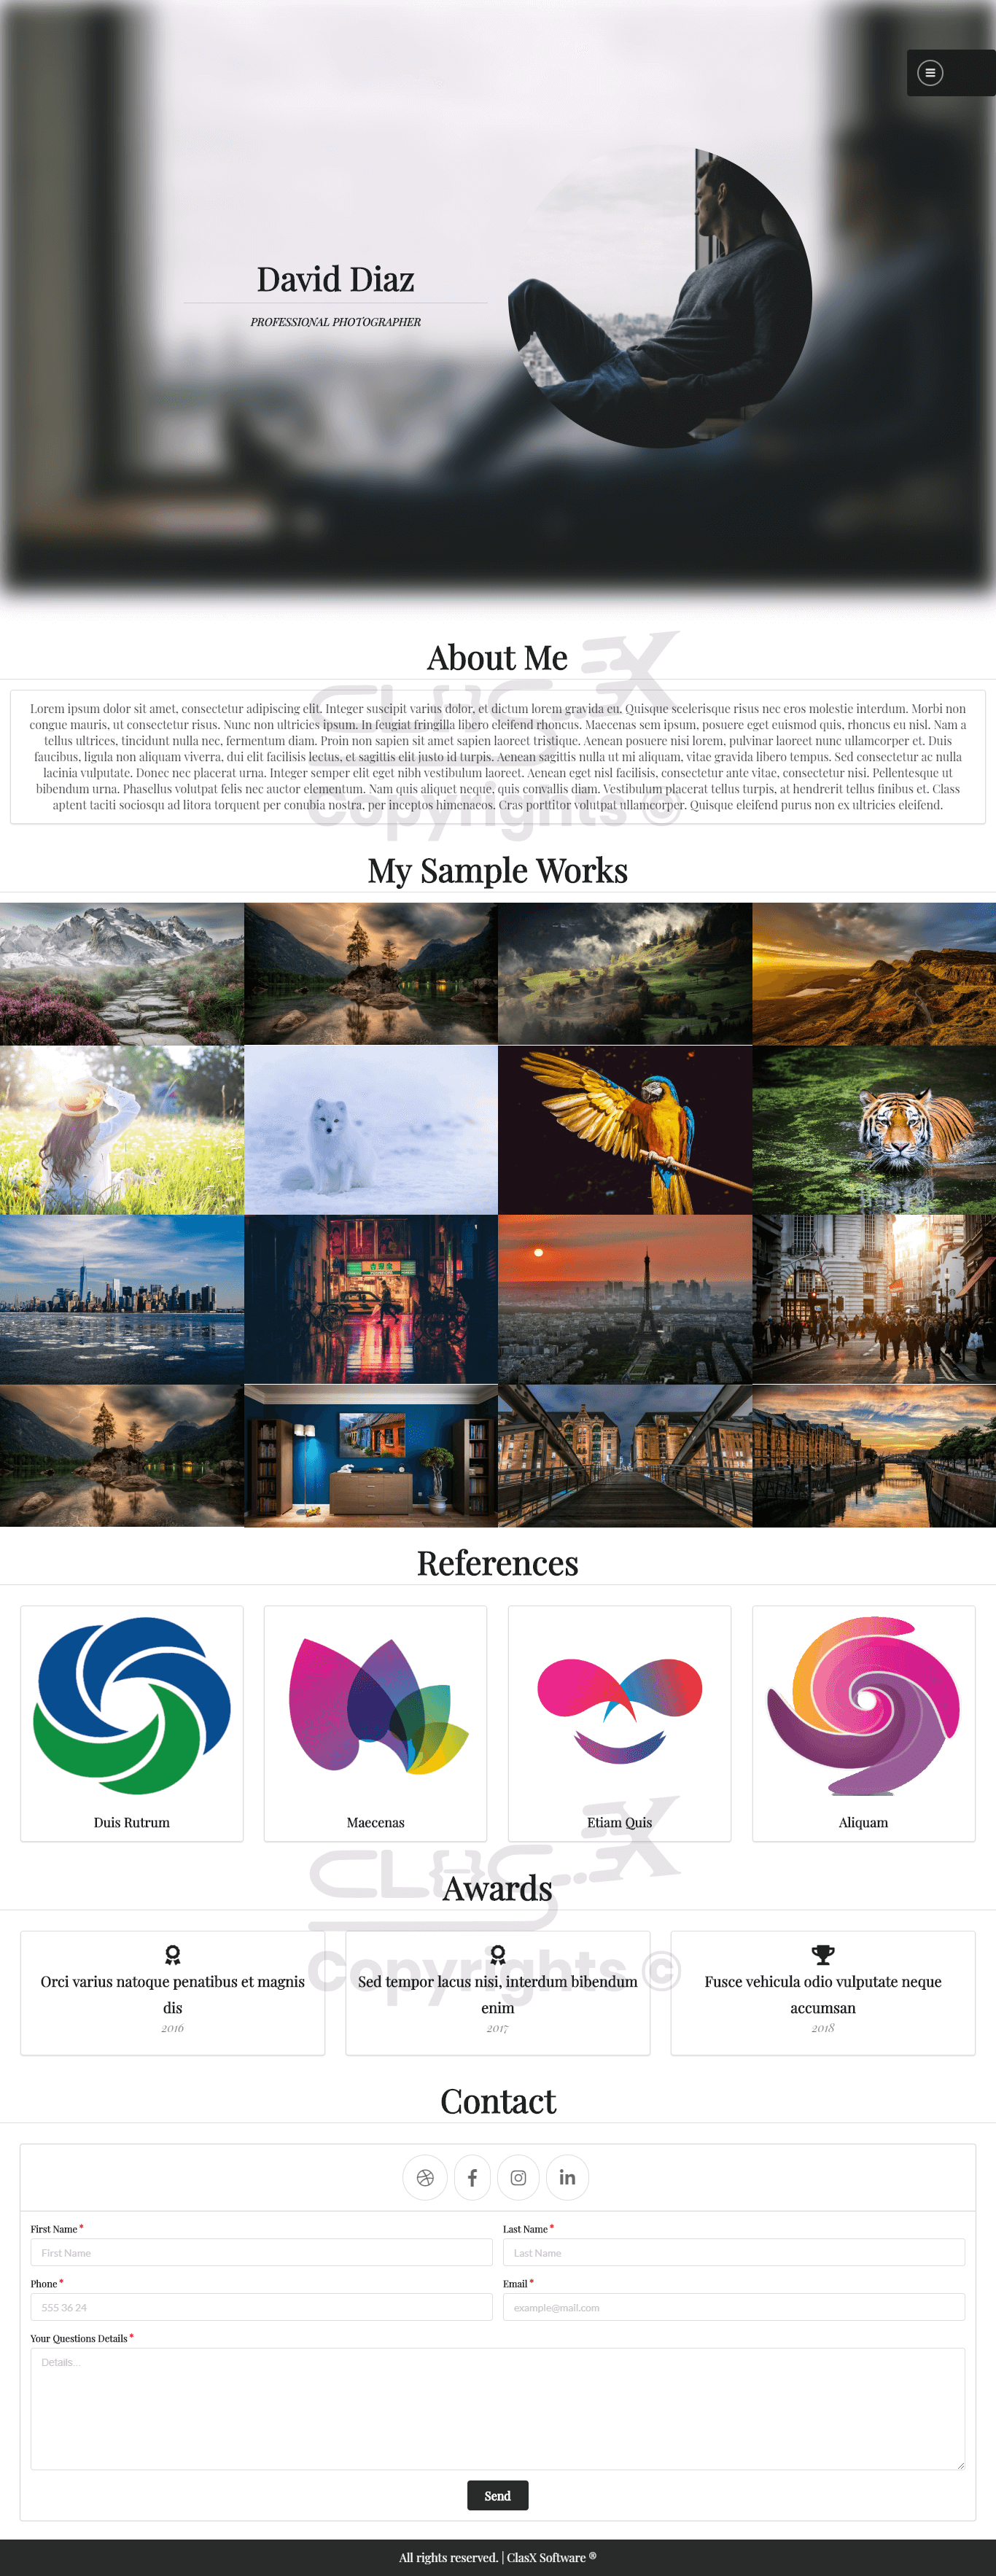 David Diaz
PROFESSIONAL PHOTOGRAPHER
About Me
Lorem ipsum dolor sit amet, consectetur adipiscing elit. Integer suscipit varius dolor, et dictum lorem gravida eu. Quisque scelerisque risus nec eros molestie interdum. Morbi non
congue mauris, ut consectetur risus. Nunc non ultricies ipsum. In feugiat fringilla libero eleifend rhoncus. Maecenas sem ipsum, posuere eget euismod quis, rhoncus eu nisl. Nam a
tellus ultrices, tincidunt nulla nec, fermentum diam. Proin non sapien sit amet sapien laoreet tristique. Aenean posuere nisi lorem, pulvinar laoreet nunc ullamcorper et. Duis
faucibus, ligula non aliquam viverra, dui elit facilisis lectus, et sagittis elit justo id turpis. Aenean sagittis nulla ut mi aliquam, vitae gravida libero tempus. Sed consectetur ac nulla
lacinia vulputate. Donec nec placerat urna. Integer semper elit eget nibh vestibulum laoreet. Aenean eget nisl facilisis, consectetur ante vitae, consectetur nisi. Pellentesque ut
bibendum urna. Phasellus volutpat felis nec auctor elementum. Nam quis aliquet neque, quis convallis diam. Vestibulum placerat tellus turpis, at hendrerit tellus finibus et. Class
aptent taciti sociosqu ad litora torquent per conubia nostra, per inceptos himenaeos. Cras porttitor volutpat ullamcorper. Quisque eleifend purus non ex ultricies eleifend.
CLAS...X
Copyrights ©
My Sample Works
References
Duis Rutrum
Maecenas
Etiam Quis
Aliquam
CLAS...X
Copyrights ©
Awards
Orci varius natoque penatibus et magnis
dis
2016
Sed tempor lacus nisi, interdum bibendum
enim
2017
Fusce vehicula odio vulputate neque
accumsan
2018
Contact
First Name *
First Name
Last Name *
Last Name
Phone *
555 36 24
Email *
example@mail.com
Your Questions Details *
Details...
Send
All rights reserved. | ClasX Software ®